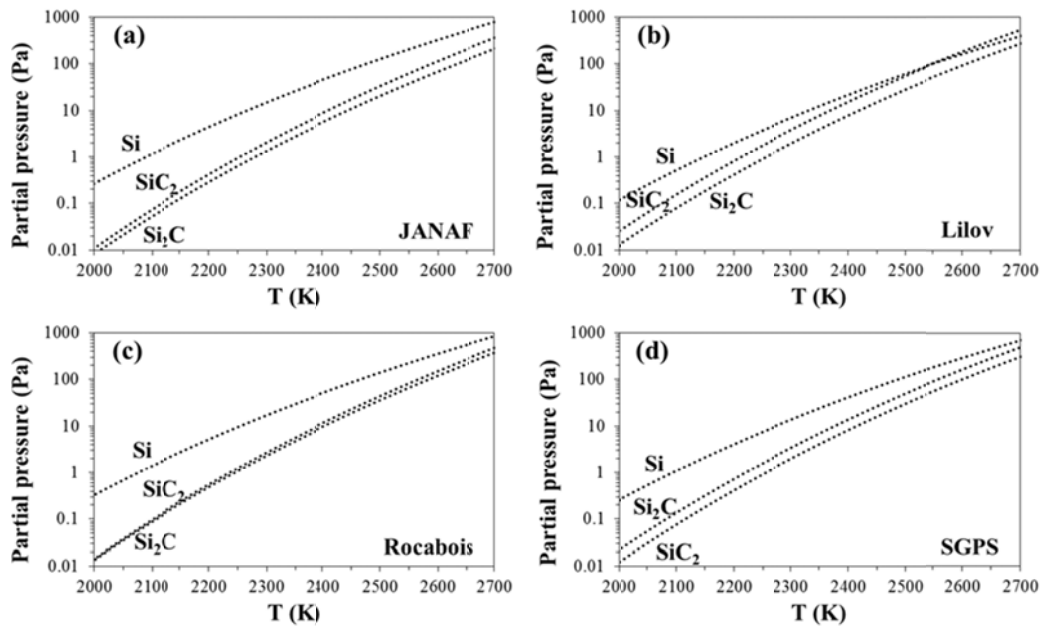 (a)
Partial pressure (Pa)
1000
100
10
1
0.1
0.01
Si
SiC₂
Si₂C
JANAF
2000 2100 2200 2300 2400 2500 2600 2700
T (K)
(b)
Partial pressure (Pa)
1000
100
10
1
0.1
0.01
Si
SiC₂
Si₂C
Lilov
2000 2100 2200 2300 2400 2500 2600 2700
T (K)
(c)
Partial pressure (Pa)
1000
100
10
1
0.1
0.01
Si
SiC₂
Si₂C
Rocabois
2000 2100 2200 2300 2400 2500 2600 2700
T (K)
(d)
Partial pressure (Pa)
1000
100
10
1
0.1
0.01
Si
Si₂C
SiC₂
SGPS
2000 2100 2200 2300 2400 2500 2600 2700
T (K)